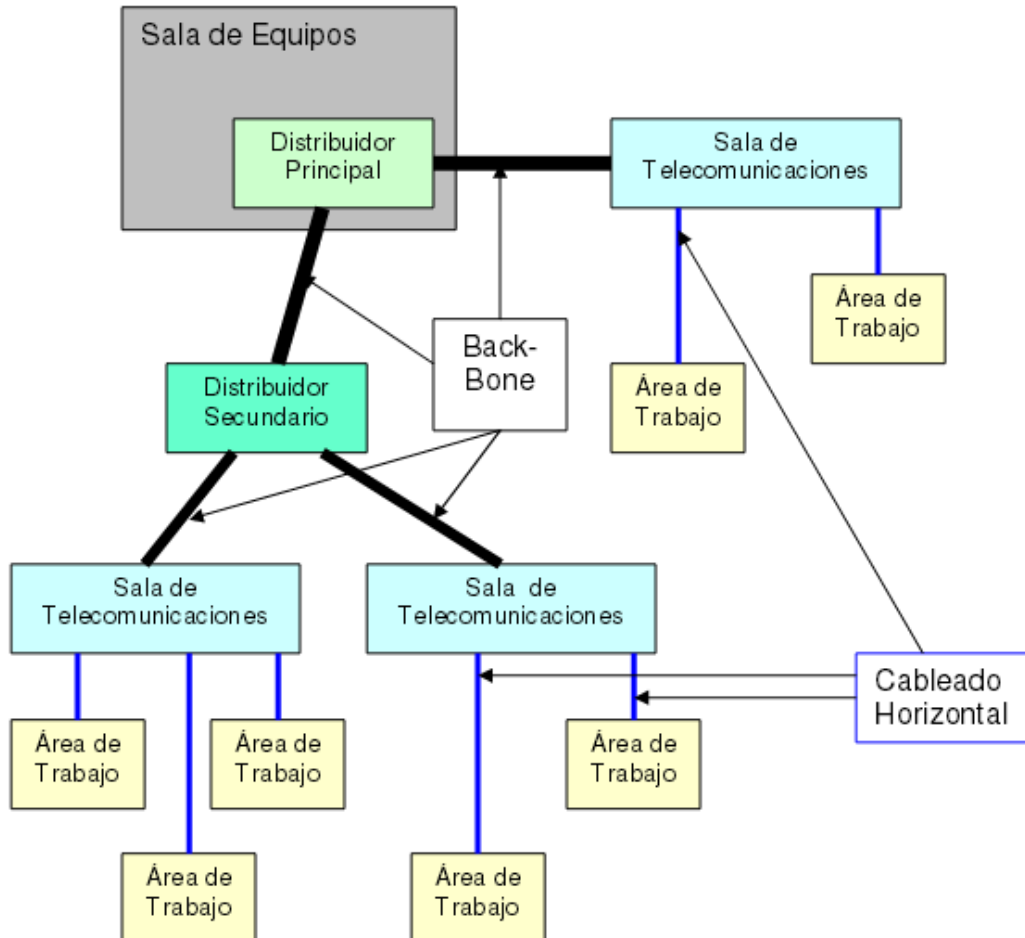 Sala de Equipos
Distribuidor
Principal
Sala de
Telecomunicaciones
Área de
Trabajo
Área de
Trabajo
Back-
Bone
Distribuidor
Secundario
Sala de
Telecomunicaciones
Sala de
Telecomunicaciones
Cableado
Horizontal
Área de
Trabajo
Área de
Trabajo
Área de
Trabajo
Área de
Trabajo
Área de
Trabajo